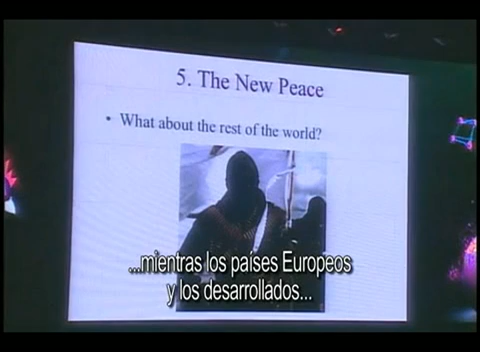 5. The New Peace
• What about the rest of the world?
...mientras los países Europeos
y los desarrollados...